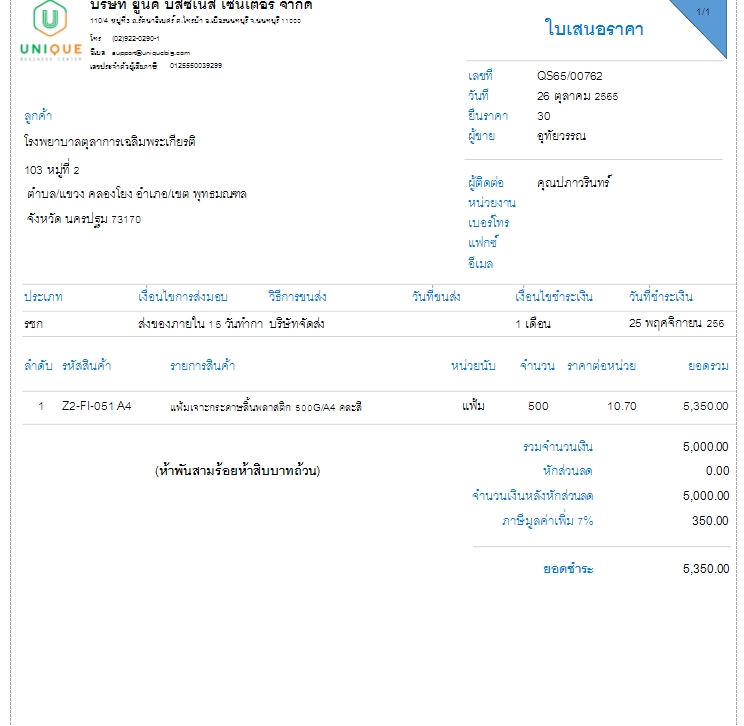 บริษัท ยูนิค บิสซิเนส เซ็นเตอร์ จำกัด
110/4 หมู่ที่3 ถ.รัตนาธิเบศร์ ต.ไทรม้า อ.เมืองนนทบุรี จ.นนทบุรี 11000
โทร (02)922-0290-1
อีเมล support@uniquebiz.com
เลขประจำตัวผู้เสียภาษี 0125550039299
UNIQUE
BUSINESS CENTER
1/1
ใบเสนอราคา
เลขที่ QS65/00762
วันที่ 26 ตุลาคม 2565
ยืนราคา 30
ผู้ขาย อุทัยวรรณ
ลูกค้า
โรงพยาบาลตุลาการเฉลิมพระเกียรติ
103 หมู่ที่ 2
ตำบล/แขวง คลองโยง อำเภอ/เขต พุทธมณฑล
จังหวัด นครปฐม 73170
ผู้ติดต่อ คุณปภาวรินทร์
หน่วยงาน
เบอร์โทร
แฟกซ์
อีเมล
ประเภท เงื่อนไขการส่งมอบ วิธีการขนส่ง วันที่ขนส่ง เงื่อนไขชำระเงิน วันที่ชำระเงิน
รชก ส่งของภายใน 15 วันทำกา บริษัทจัดส่ง 1 เดือน 25 พฤศจิกายน 256
ลำดับ รหัสสินค้า รายการสินค้า หน่วยนับ จำนวน ราคาต่อหน่วย ยอดรวม
1 Z2-FI-051 A4 แฟ้มเจาะกระดาษลิ้นพลาสติก 500G/A4 คละสี แฟ้ม 500 10.70 5,350.00
รวมจำนวนเงิน 5,000.00
(ห้าพันสามร้อยห้าสิบบาทถ้วน) หักส่วนลด 0.00
จำนวนเงินหลังหักส่วนลด 5,000.00
ภาษีมูลค่าเพิ่ม 7% 350.00
ยอดชำระ 5,350.00